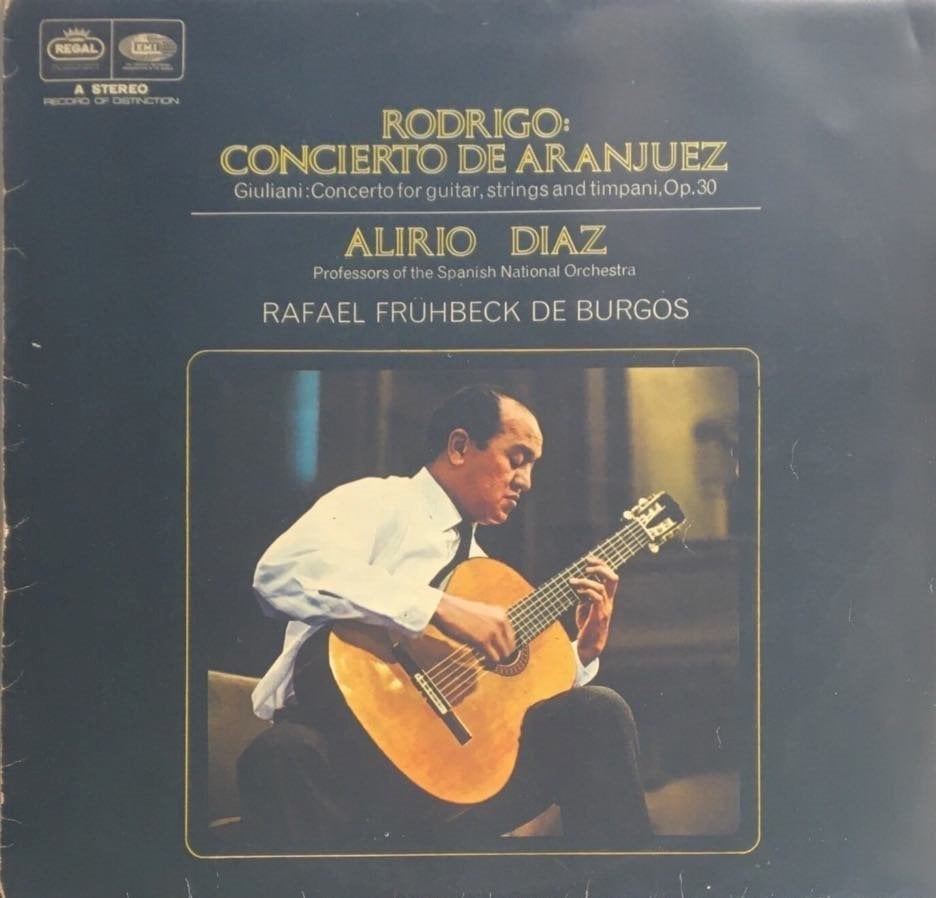 REGAL
EMI
A STEREO
RECORD OF DISTINCTION
RODRIGO:
CONCIERTO DE ARANJUEZ
Giuliani: Concerto for guitar, strings and timpani, Op. 30
ALIRIO DIAZ
Professors of the Spanish National Orchestra
RAFAEL FRÜHBECK DE BURGOS